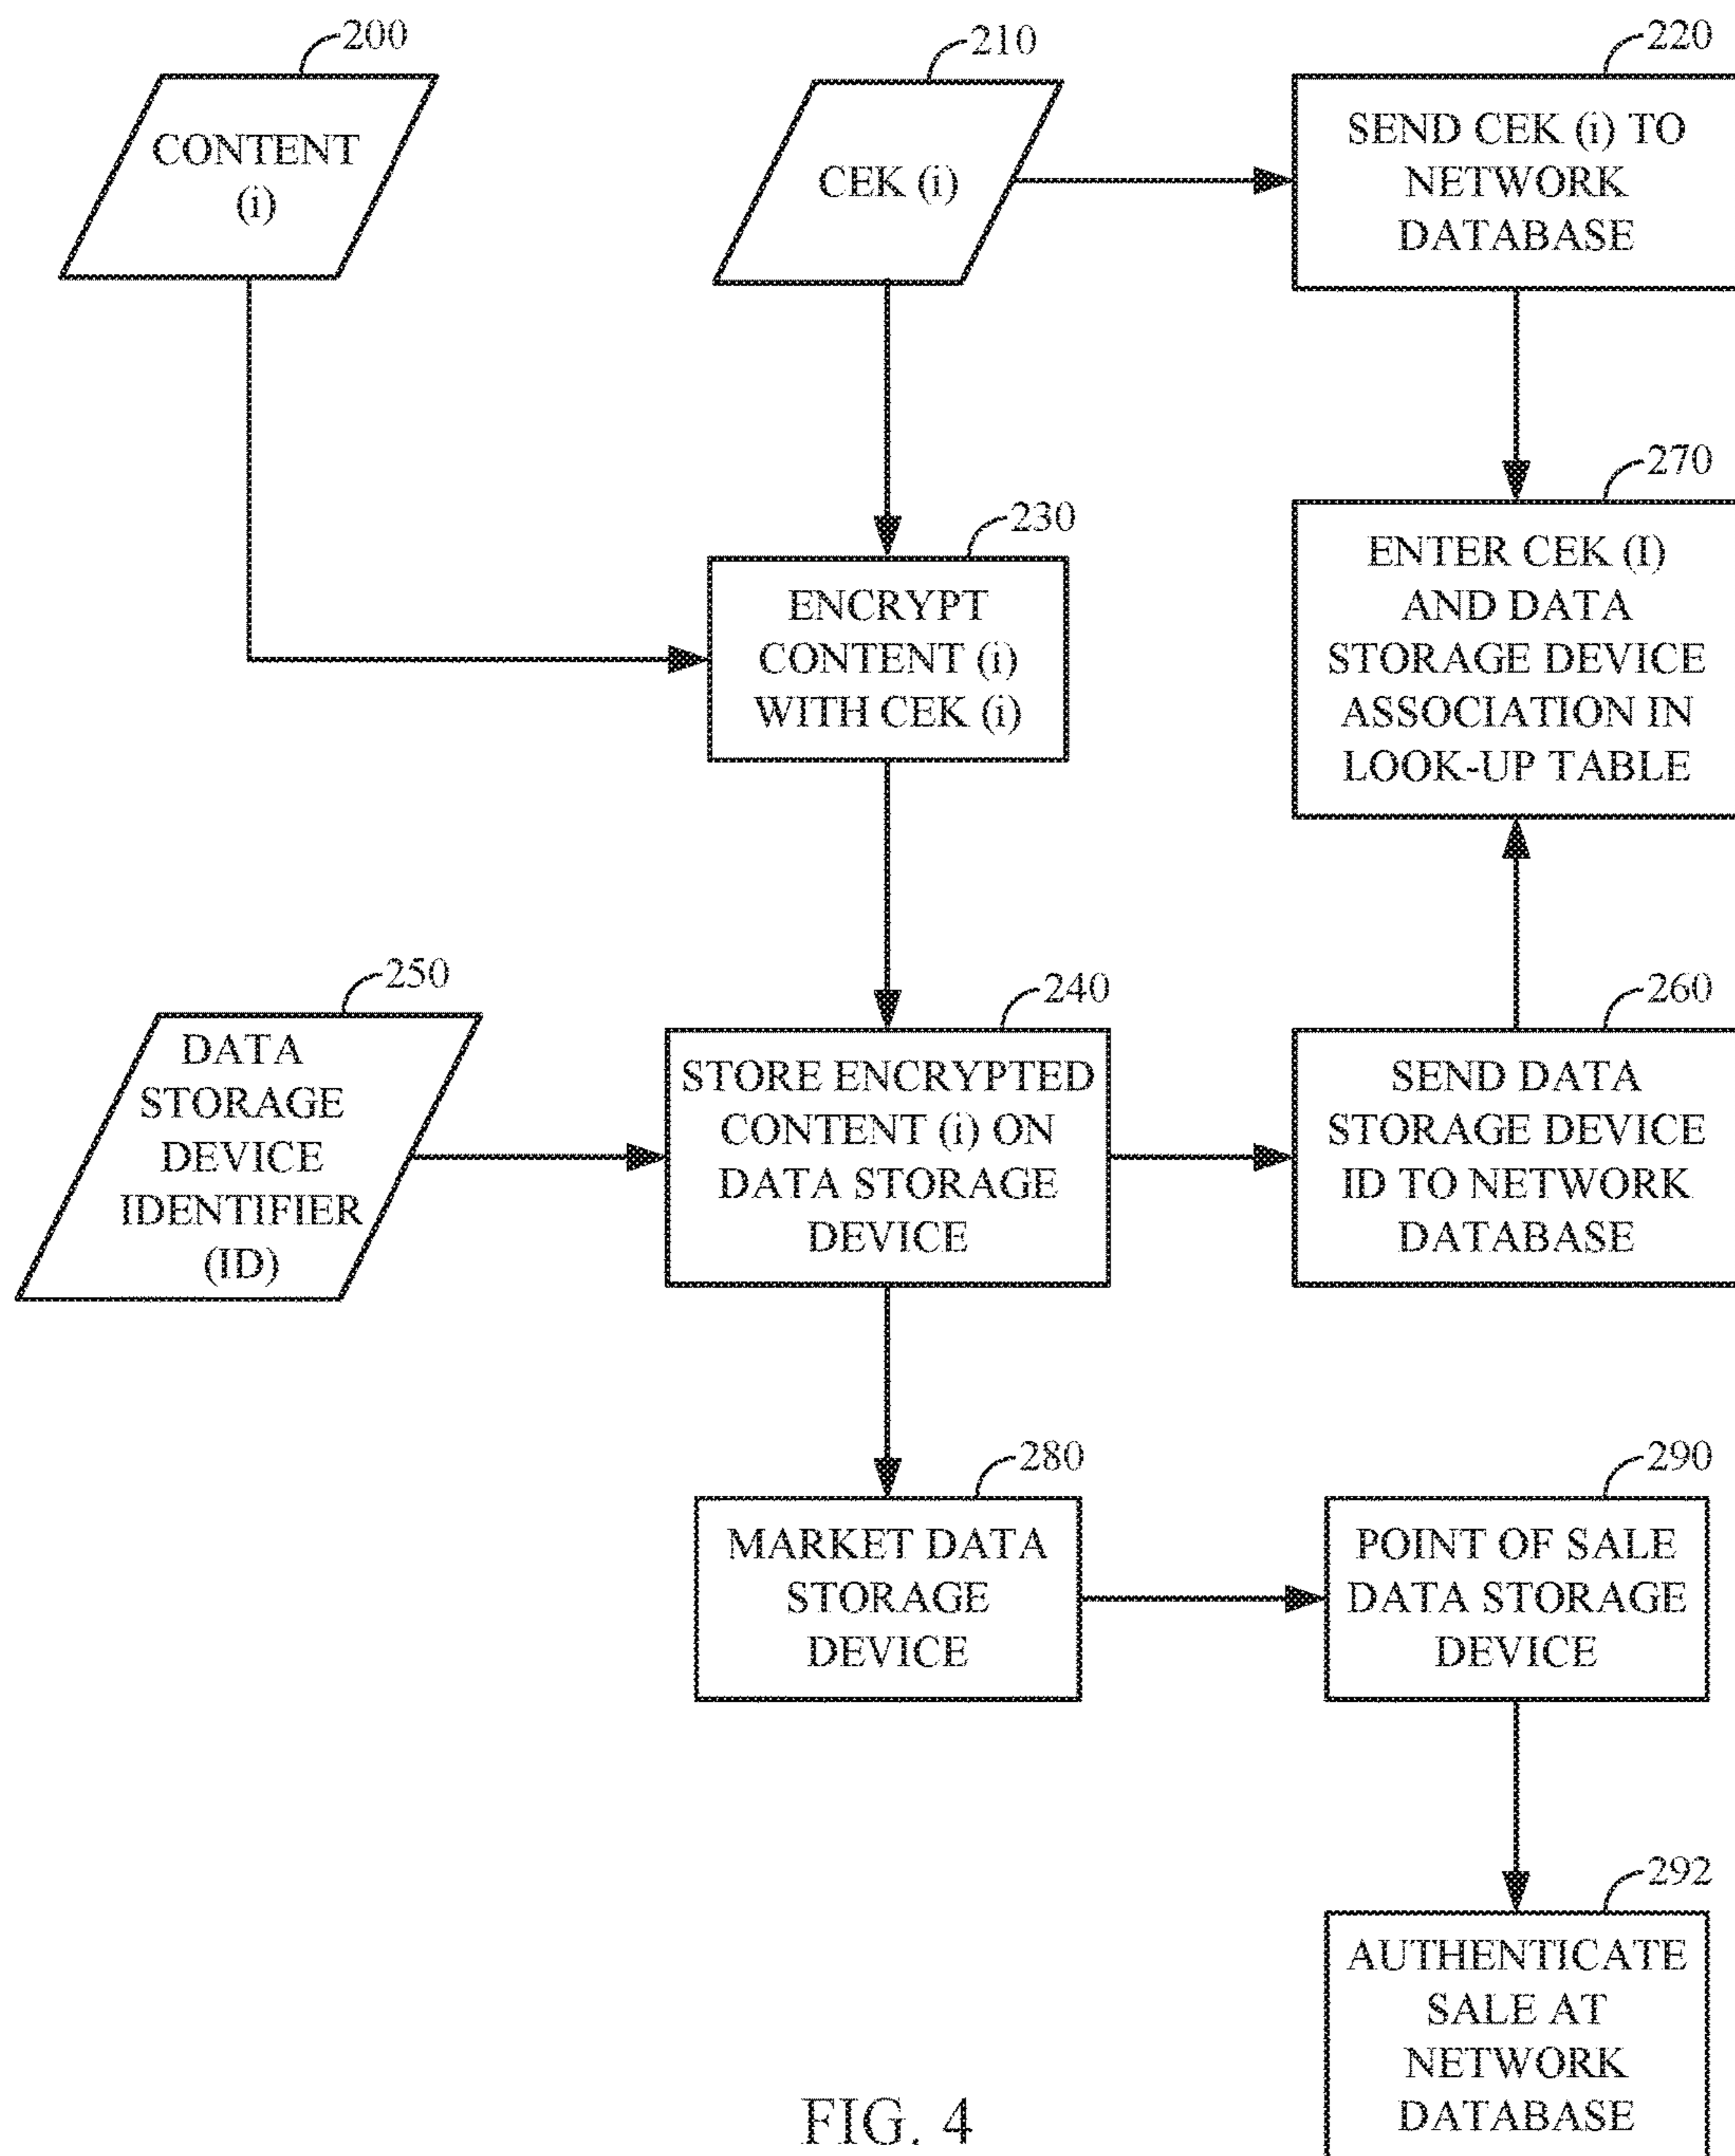 200
CONTENT
(i)
210
CEK (i)
220
SEND CEK (i) TO
NETWORK
DATABASE
230
ENCRYPT
CONTENT (i)
WITH CEK (i)
270
ENTER CEK (I)
AND DATA
STORAGE DEVICE
ASSOCIATION IN
LOOK-UP TABLE
250
DATA
STORAGE
DEVICE
IDENTIFIER
(ID)
240
STORE ENCRYPTED
CONTENT (i) ON
DATA STORAGE
DEVICE
260
SEND DATA
STORAGE DEVICE
ID TO NETWORK
DATABASE
280
MARKET DATA
STORAGE
DEVICE
290
POINT OF SALE
DATA STORAGE
DEVICE
292
AUTHENTICATE
SALE AT
NETWORK
DATABASE
FIG. 4